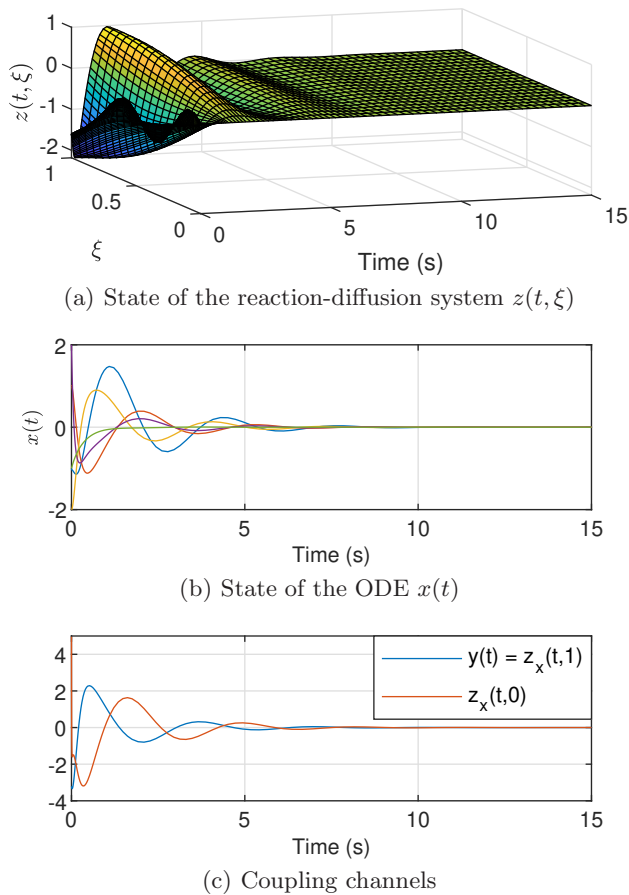 1
0
-1
-2
z(t, ξ)
1
0.5
0
ξ
0
5
10
15
Time (s)
(a) State of the reaction-diffusion system z(t, ξ)
2
0
-2
x(t)
0
5
10
15
Time (s)
(b) State of the ODE x(t)
4
2
0
-2
-4
y(t) = z_x(t,1)
z_x(t,0)
0
5
10
15
Time (s)
(c) Coupling channels